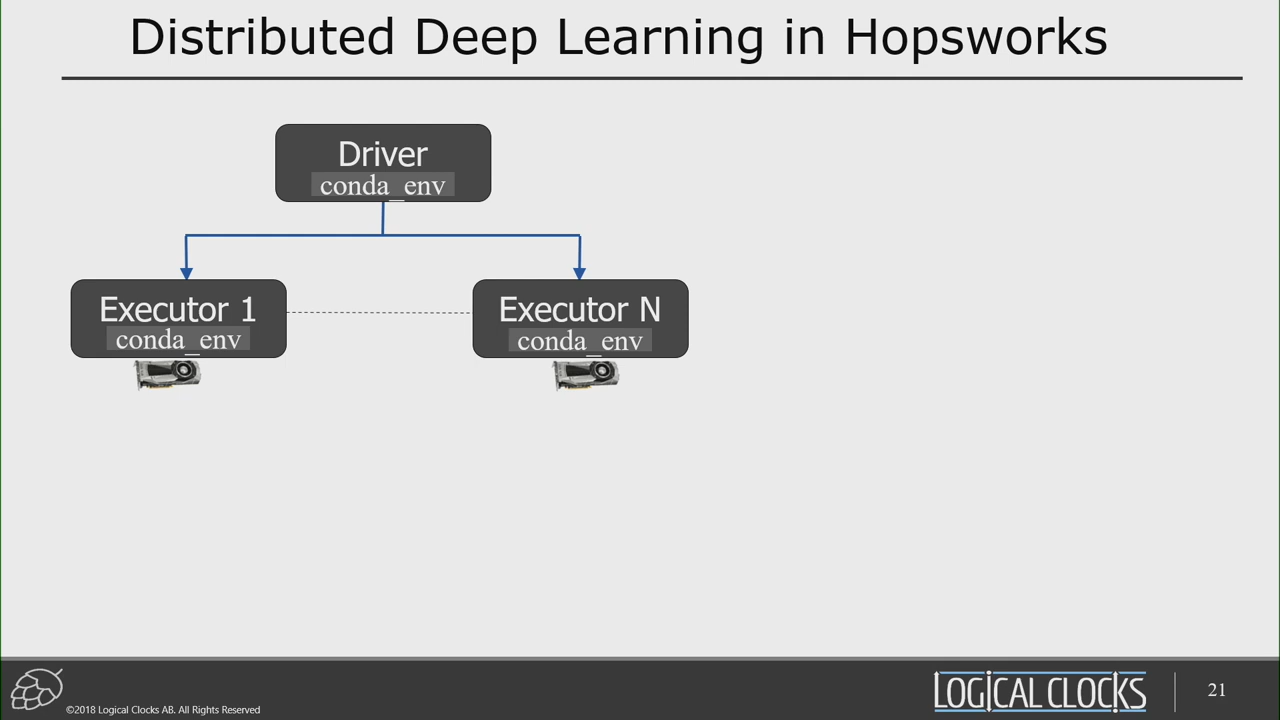 Distributed Deep Learning in Hopsworks
Driver
conda_env
Executor 1
conda_env
Executor N
conda_env
©2018 Logical Clocks AB. All Rights Reserved
LOGICAL CLOCKS
21